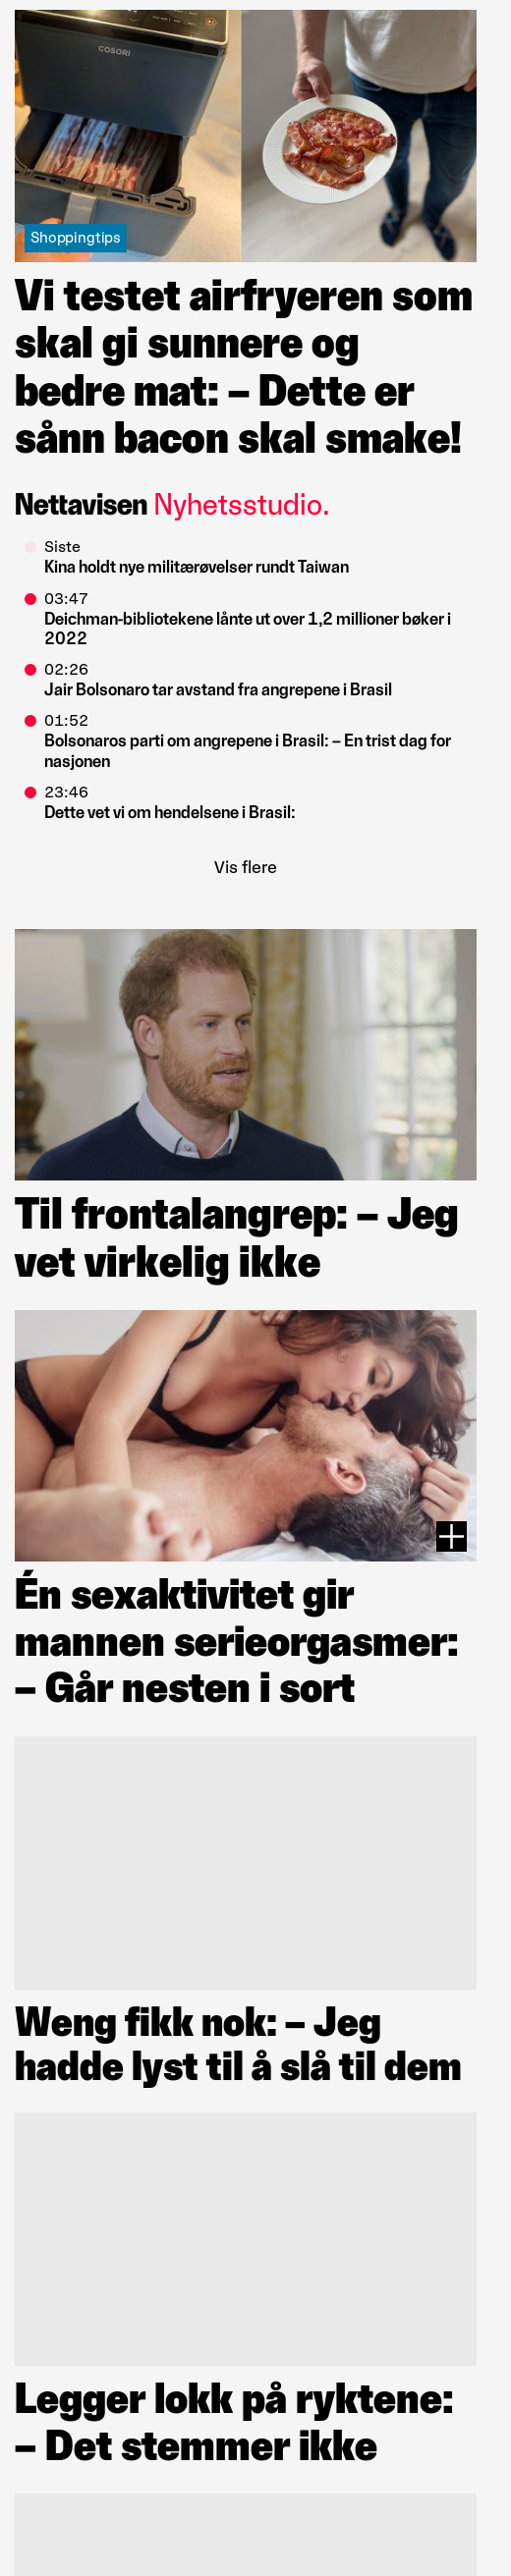 COSORI
Shoppingtips
Vi testet airfryeren som
skal gi sunnere og
bedre mat: – Dette er
sånn bacon skal smake!
Nettavisen Nyhetsstudio.
Siste
Kina holdt nye militærøvelser rundt Taiwan
03:47
Deichman-bibliotekene lånte ut over 1,2 millioner bøker i
2022
02:26
Jair Bolsonaro tar avstand fra angrepene i Brasil
01:52
Bolsonaros parti om angrepene i Brasil: – En trist dag for
nasjonen
23:46
Dette vet vi om hendelsene i Brasil:
Vis flere
Til frontalangrep: – Jeg
vet virkelig ikke
Én sexaktivitet gir
mannen serieorgasmer:
– Går nesten i sort
Weng fikk nok: – Jeg
hadde lyst til å slå til dem
Legger lokk på ryktene:
– Det stemmer ikke